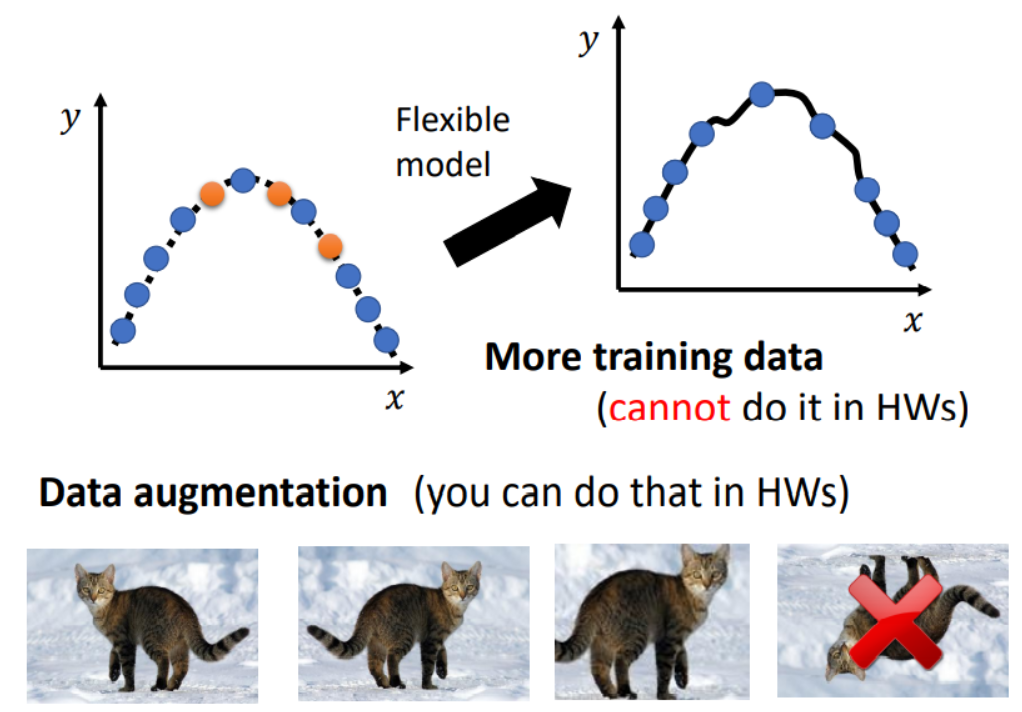 y
x
Flexible
model
y
x
More training data
(cannot do it in HWs)
Data augmentation (you can do that in HWs)